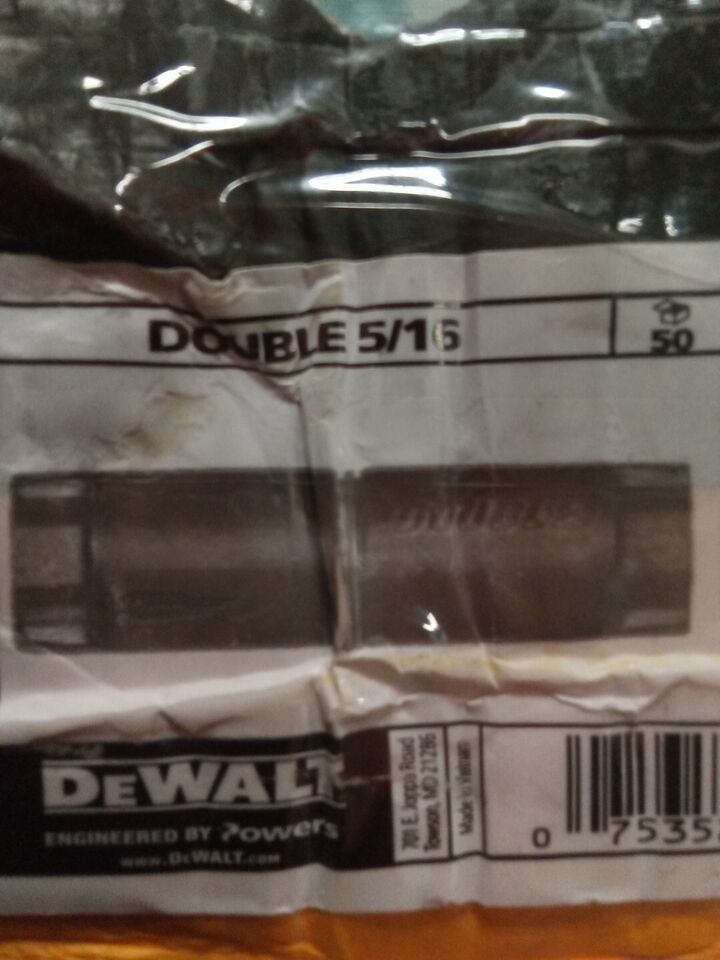 DOUBLE 5/16
50
DOUBLE
DEWALT
ENGINEERED BY Powers
www.DEWALT.com
701 E. Joppa Road
Towson, MD 21286
Made in
0 7535